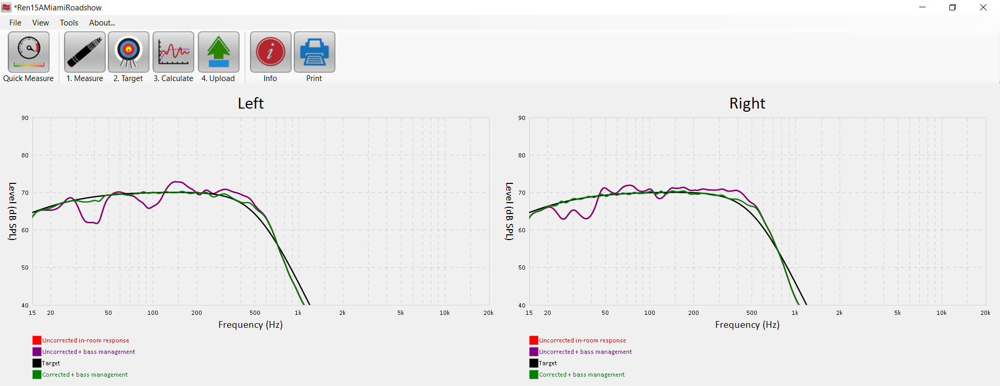 *Ren15AMiamiRoadshow
File View Tools About...
Quick Measure 1. Measure 2. Target 3. Calculate 4. Upload Info Print
Left
Level (dB SPL)
90
80
70
60
50
40
15 20 50 100 200 500 1k 2k 5k 10k 20k
Frequency (Hz)
Uncorrected in-room response
Uncorrected + bass management
Target
Corrected + bass management
Right
Level (dB SPL)
90
80
70
60
50
40
15 20 50 100 200 500 1k 2k 5k 10k 20k
Frequency (Hz)
Uncorrected in-room response
Uncorrected + bass management
Target
Corrected + bass management